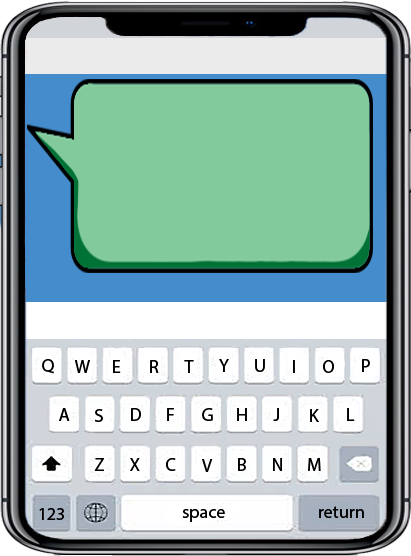 Q W E R T Y U I O P
A S D F G H J K L
Z X C V B N M
123 space return